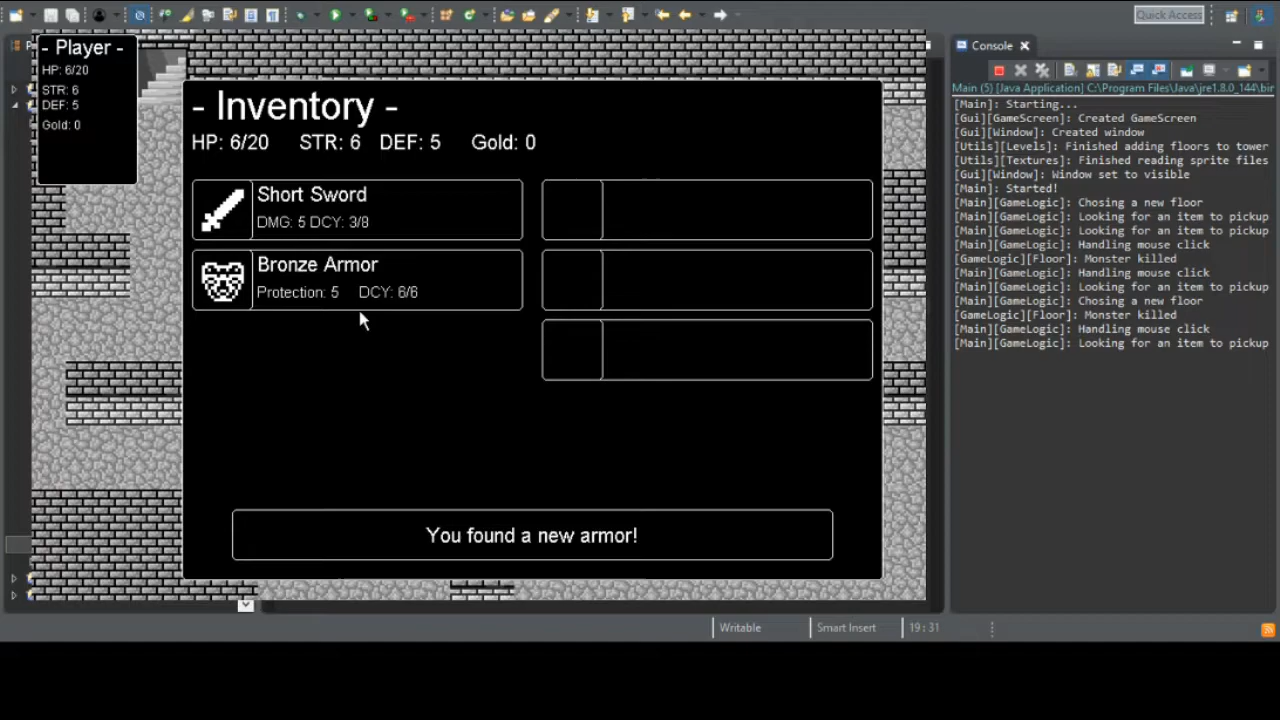 Quick Access
- Player -
HP: 6/20
STR: 6
DEF: 5
Gold: 0
- Inventory -
HP: 6/20 STR: 6 DEF: 5 Gold: 0
Short Sword
DMG: 5 DCY: 3/8
Bronze Armor
Protection: 5 DCY: 6/6
You found a new armor!
Console
Main (5) [Java Application] C:\Program Files\Java\jre1.8.0_144\bin
[Main]: Starting...
[Gui][GameScreen]: Created GameScreen
[Gui][Window]: Created window
[Utils][Levels]: Finished adding floors to tower
[Utils][Textures]: Finished reading sprite files
[Gui][Window]: Window set to visible
[Main]: Started!
[Main][GameLogic]: Chosing a new floor
[Main][GameLogic]: Looking for an item to pickup
[Main][GameLogic]: Looking for an item to pickup
[Main][GameLogic]: Handling mouse click
[GameLogic][Floor]: Monster killed
[Main][GameLogic]: Handling mouse click
[Main][GameLogic]: Looking for an item to pickup
[Main][GameLogic]: Chosing a new floor
[GameLogic][Floor]: Monster killed
[Main][GameLogic]: Handling mouse click
[Main][GameLogic]: Looking for an item to pickup
Writable
Smart Insert
19 : 31